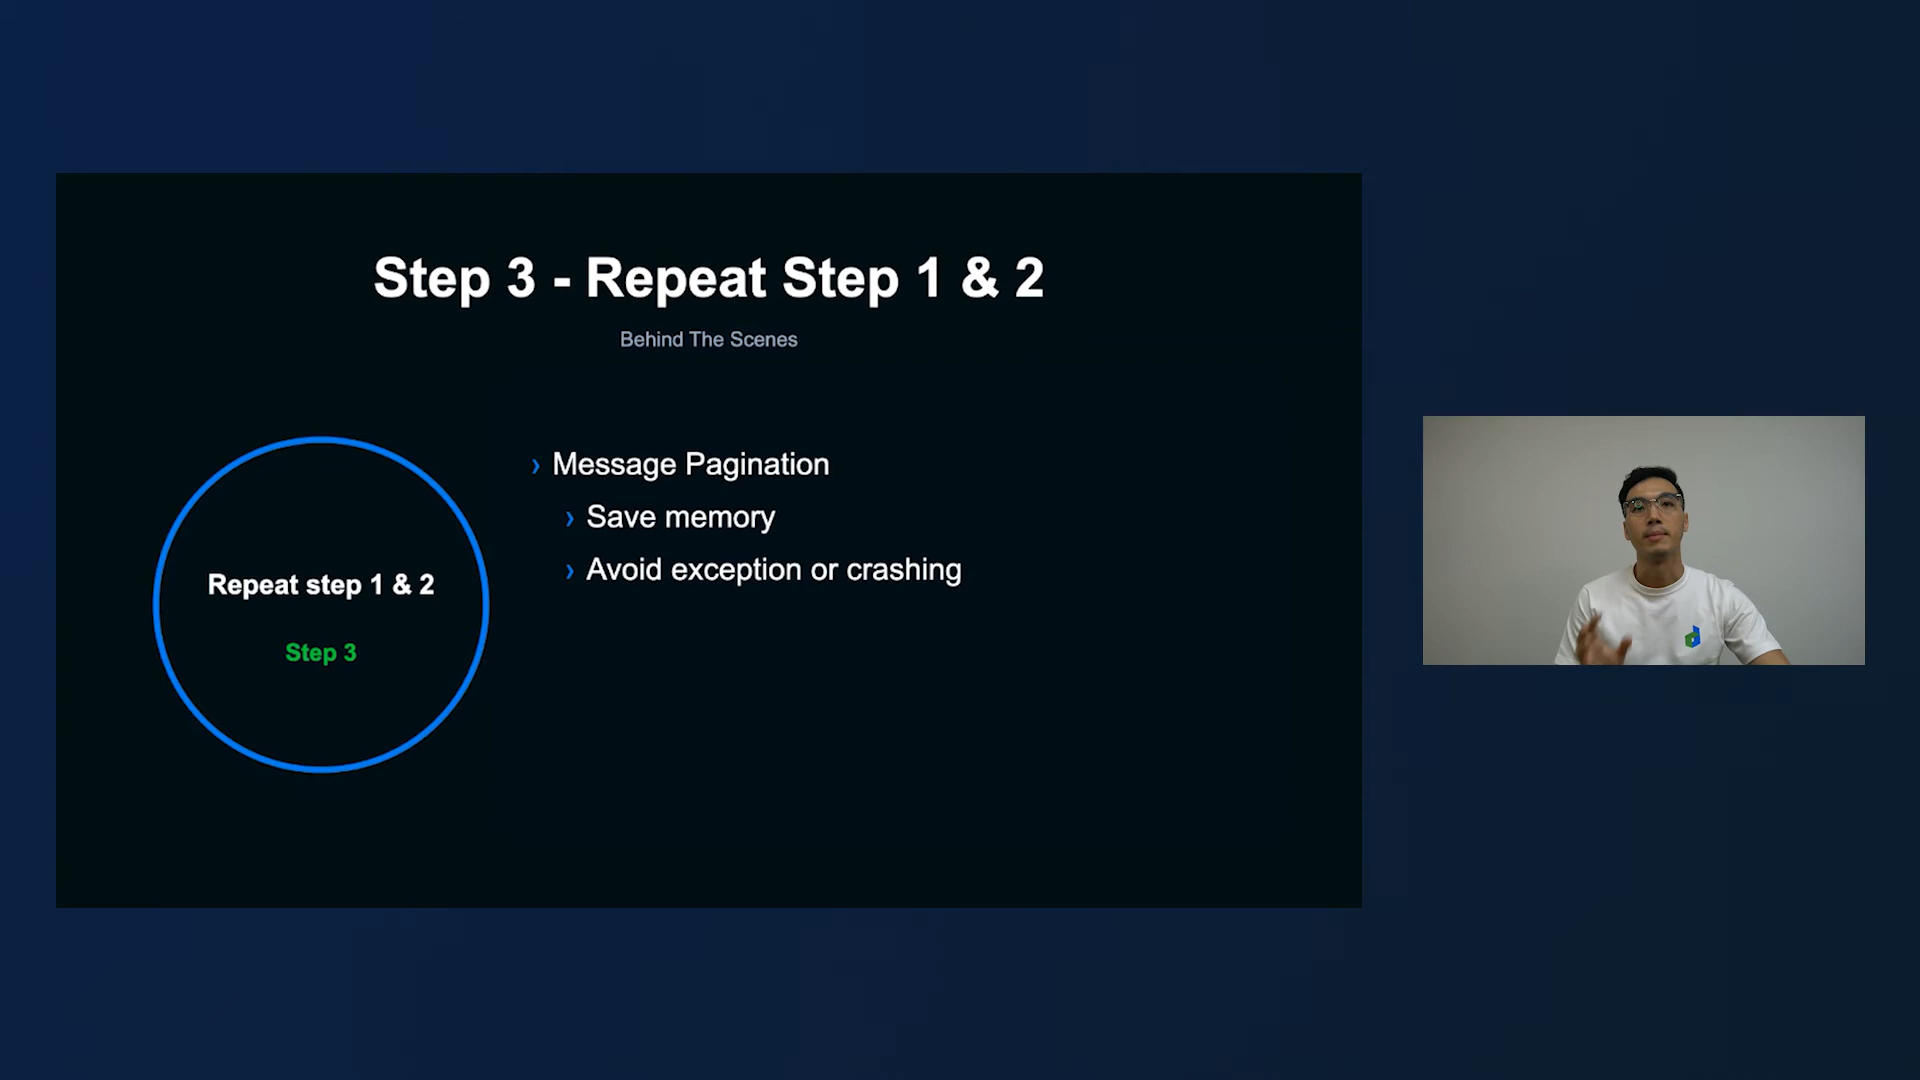 Step 3 - Repeat Step 1 & 2
Behind The Scenes
Repeat step 1 & 2
Step 3
› Message Pagination
› Save memory
› Avoid exception or crashing